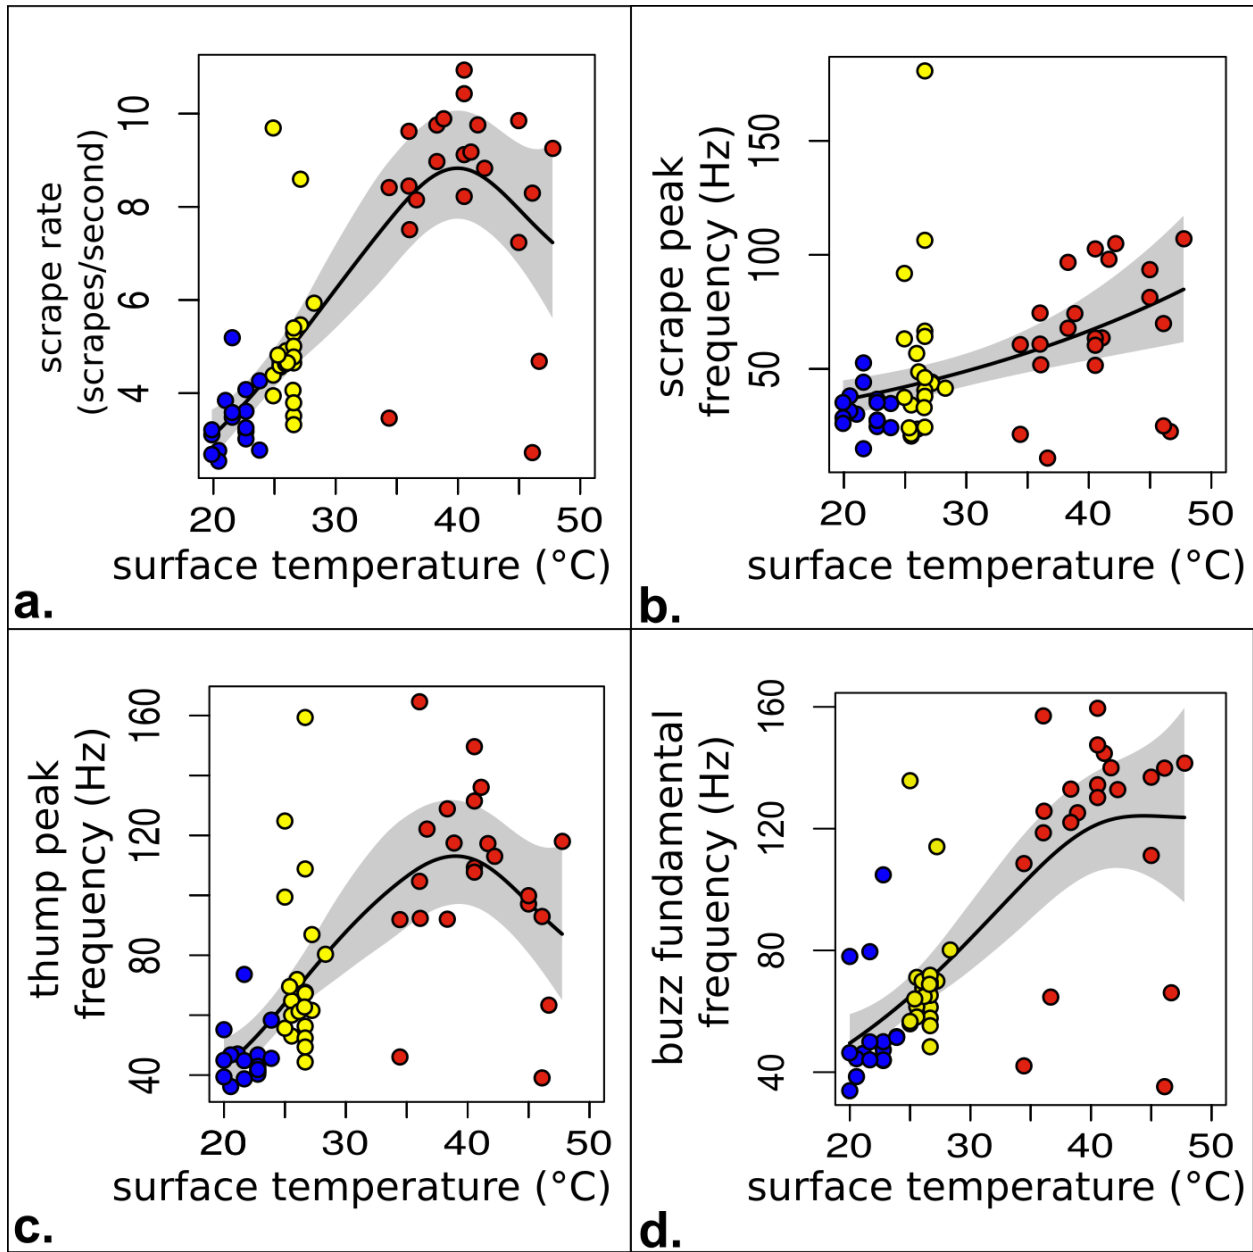 scrape rate
(scrapes/second)
4
6
8
10
20
30
40
50
surface temperature (°C)
a.
scrape peak
frequency (Hz)
50
100
150
20
30
40
50
surface temperature (°C)
b.
thump peak
frequency (Hz)
40
80
120
160
20
30
40
50
surface temperature (°C)
c.
buzz fundamental
frequency (Hz)
40
80
120
160
20
30
40
50
surface temperature (°C)
d.